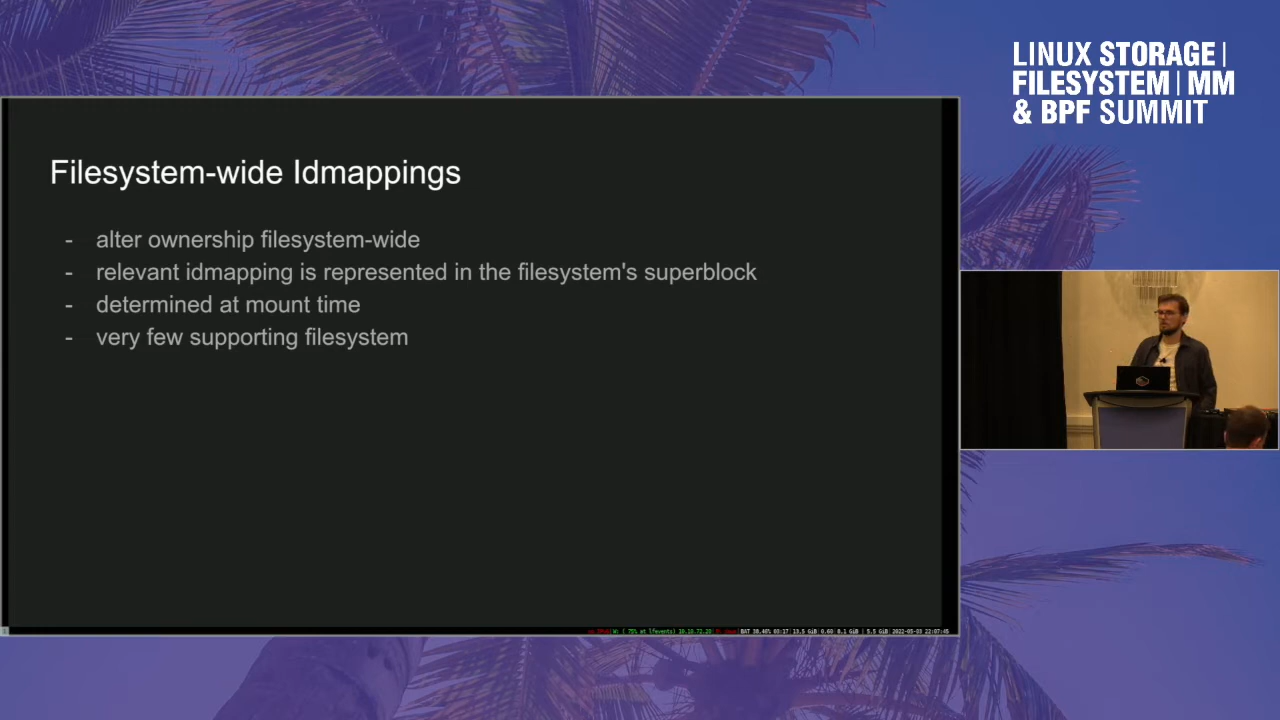 LINUX STORAGE |
FILESYSTEM | MM
& BPF SUMMIT
Filesystem-wide Idmappings
- alter ownership filesystem-wide
- relevant idmapping is represented in the filesystem's superblock
- determined at mount time
- very few supporting filesystem